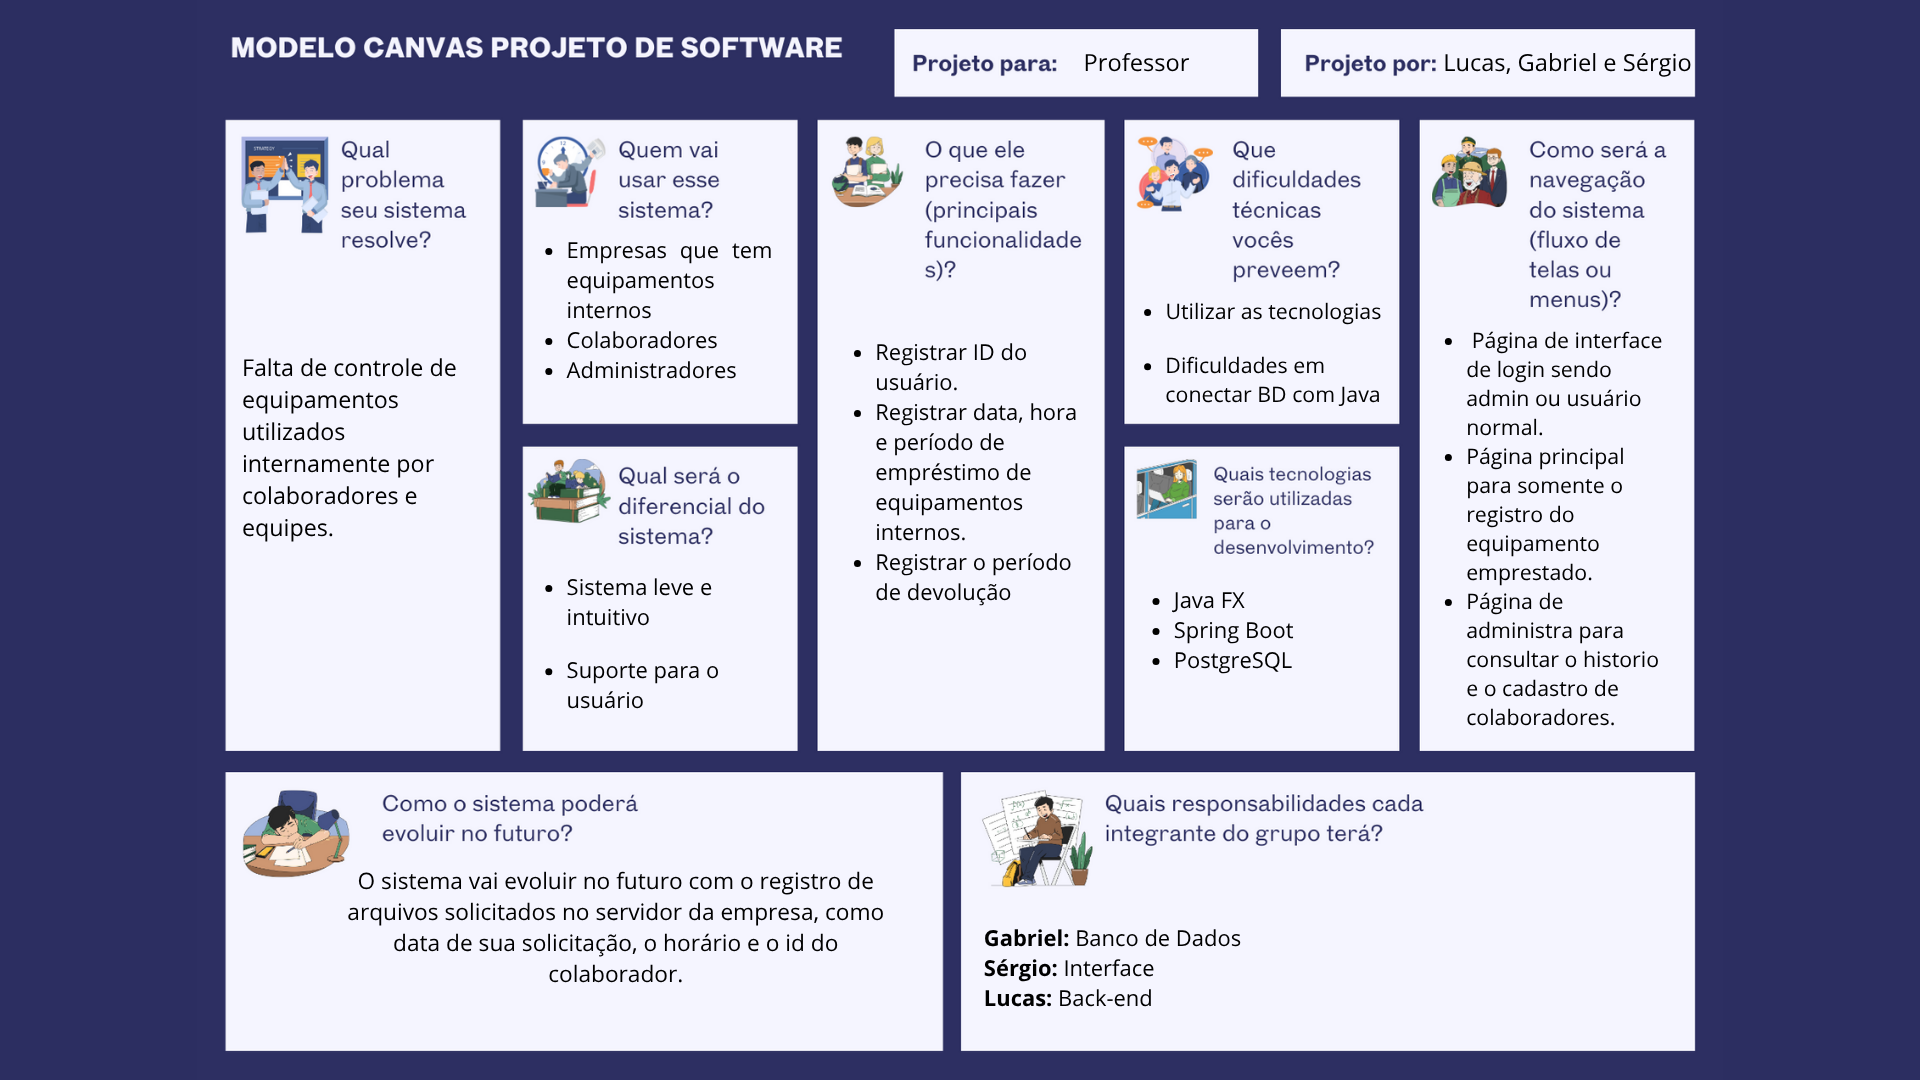 MODELO CANVAS PROJETO DE SOFTWARE
Projeto para: Professor
Projeto por: Lucas, Gabriel e Sérgio
STRATEGY
Qual
problema
seu sistema
resolve?
Falta de controle de
equipamentos
utilizados
internamente por
colaboradores e
equipes.
Quem vai
usar esse
sistema?
• Empresas que tem
equipamentos
internos
• Colaboradores
• Administradores
Qual será o
diferencial do
sistema?
• Sistema leve e
intuitivo
• Suporte para o
usuário
O que ele
precisa fazer
(principais
funcionalidade
s)?
• Registrar ID do
usuário.
• Registrar data, hora
e período de
empréstimo de
equipamentos
internos.
• Registrar o período
de devolução
Que
dificuldades
técnicas
vocês
preveem?
• Utilizar as tecnologias
• Dificuldades em
conectar BD com Java
Quais tecnologias
serão utilizadas
para o
desenvolvimento?
• Java FX
• Spring Boot
• PostgreSQL
Como será a
navegação
do sistema
(fluxo de
telas ou
menus)?
• Página de interface
de login sendo
admin ou usuário
normal.
• Página principal
para somente o
registro do
equipamento
emprestado.
• Página de
administra para
consultar o historio
e o cadastro de
colaboradores.
Como o sistema poderá
evoluir no futuro?
O sistema vai evoluir no futuro com o registro de
arquivos solicitados no servidor da empresa, como
data de sua solicitação, o horário e o id do
colaborador.
Quais responsabilidades cada
integrante do grupo terá?
Gabriel: Banco de Dados
Sérgio: Interface
Lucas: Back-end